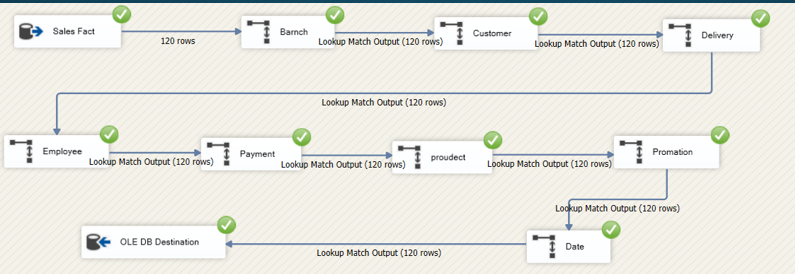 Sales Fact
120 rows
Barnch
Lookup Match Output (120 rows)
Customer
Lookup Match Output (120 rows)
Delivery
Lookup Match Output (120 rows)
Employee
Lookup Match Output (120 rows)
Payment
Lookup Match Output (120 rows)
proudect
Lookup Match Output (120 rows)
Promation
Lookup Match Output (120 rows)
Date
Lookup Match Output (120 rows)
OLE DB Destination